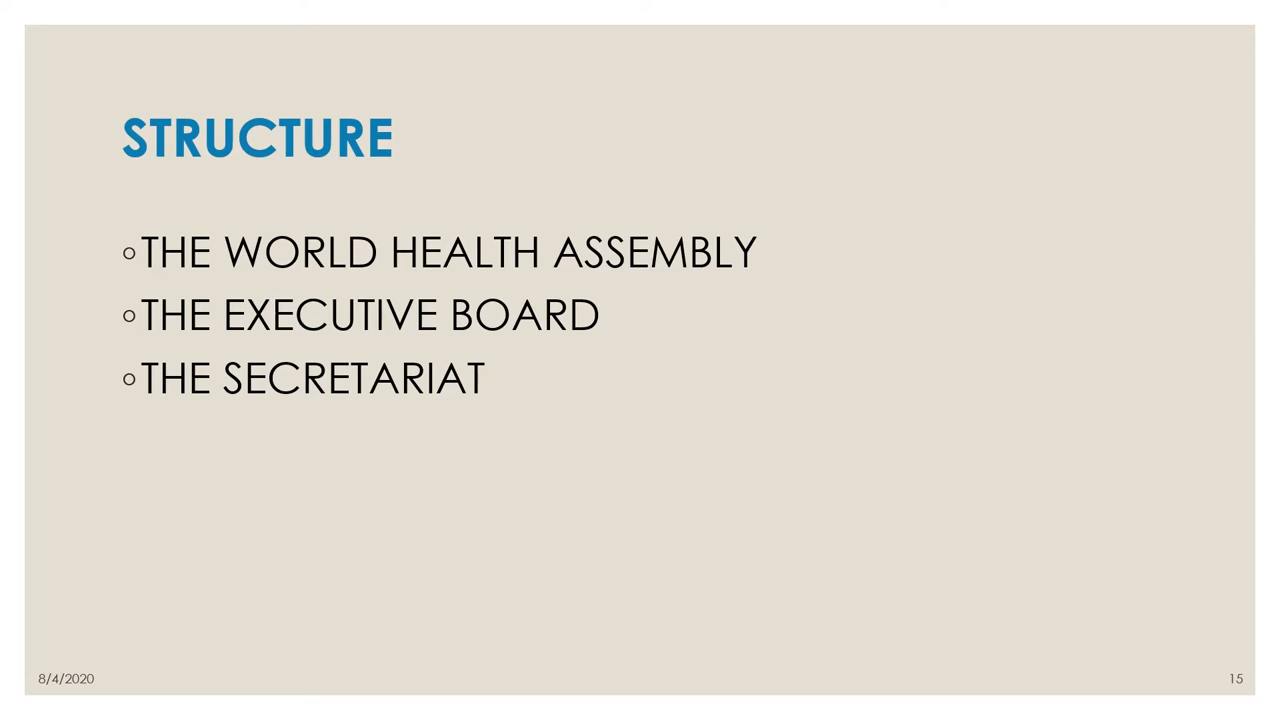 STRUCTURE
◦THE WORLD HEALTH ASSEMBLY
◦THE EXECUTIVE BOARD
◦THE SECRETARIAT
8/4/2020
15